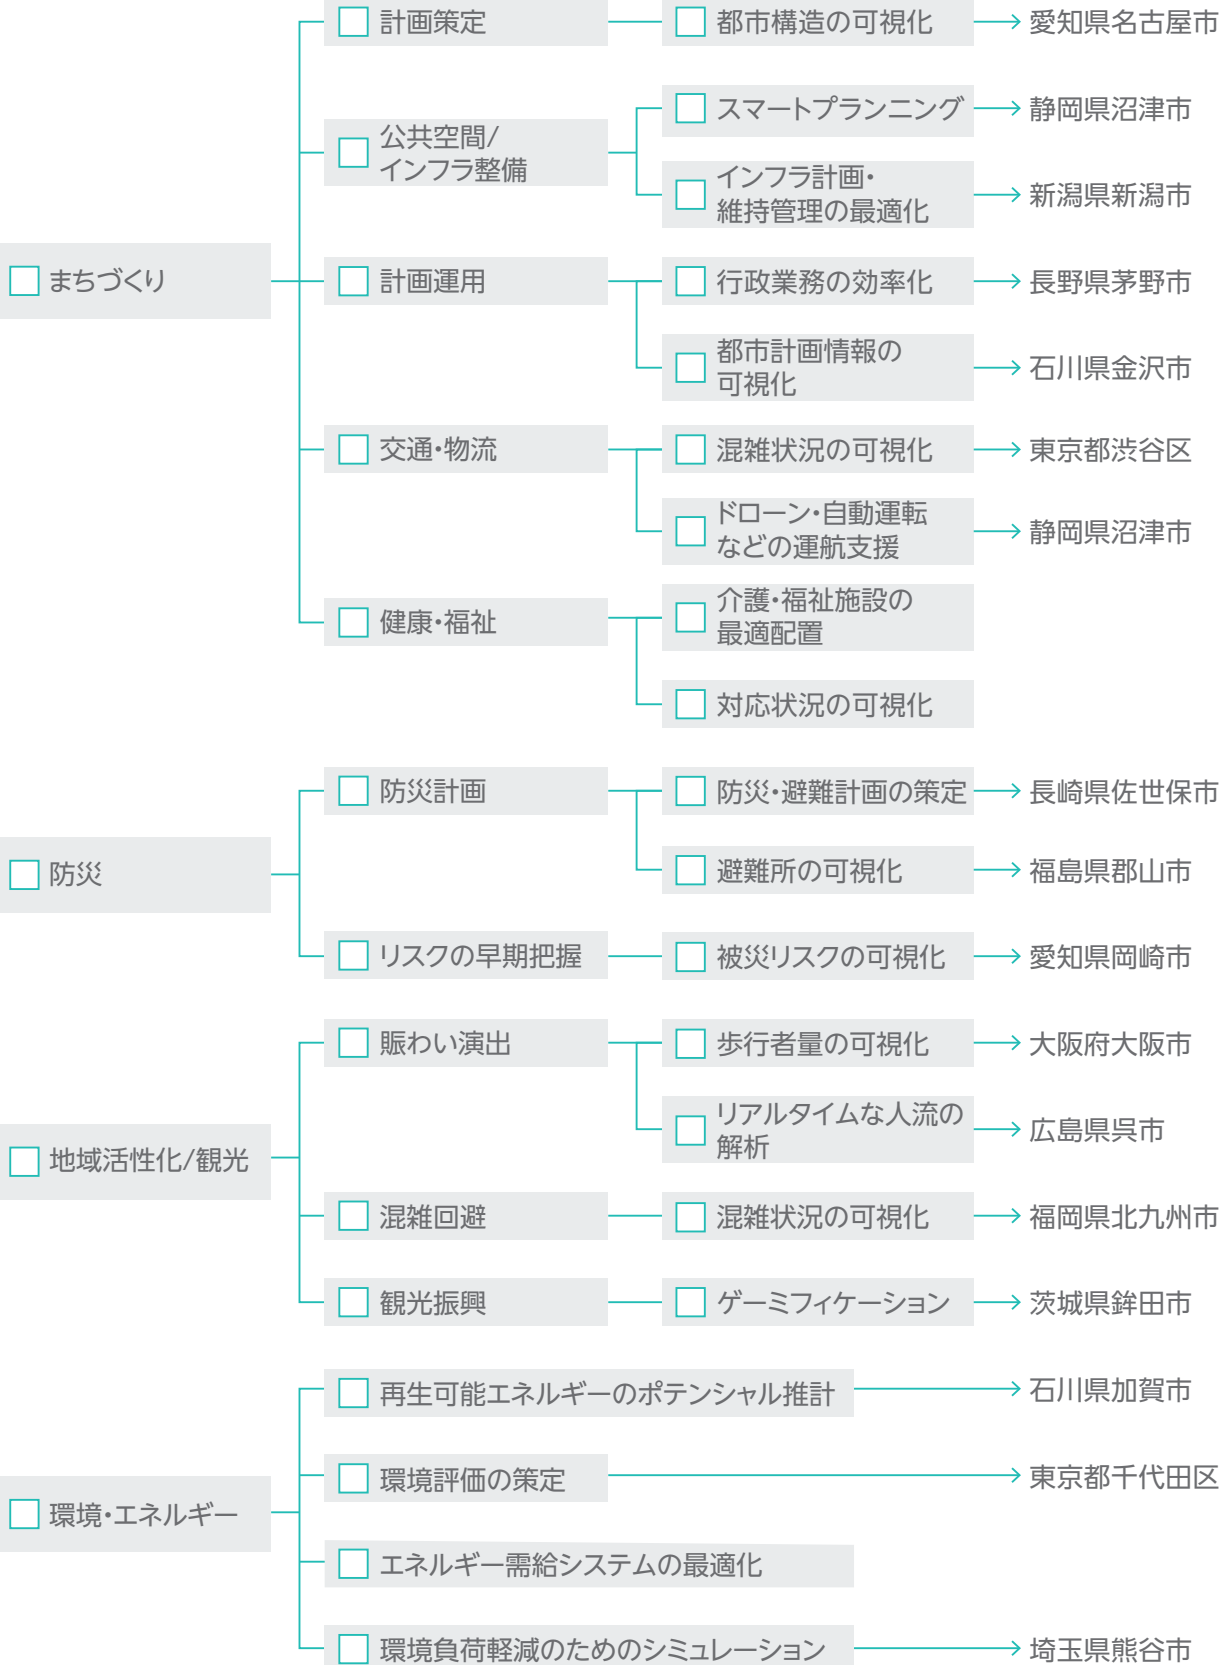 計画策定
都市構造の可視化
愛知県名古屋市
公共空間/
インフラ整備
スマートプランニング
静岡県沼津市
インフラ計画・
維持管理の最適化
新潟県新潟市
まちづくり
計画運用
行政業務の効率化
長野県茅野市
都市計画情報の
可視化
石川県金沢市
交通・物流
混雑状況の可視化
東京都渋谷区
ドローン・自動運転
などの運航支援
静岡県沼津市
健康・福祉
介護・福祉施設の
最適配置
対応状況の可視化
防災
防災計画
防災・避難計画の策定
長崎県佐世保市
避難所の可視化
福島県郡山市
リスクの早期把握
被災リスクの可視化
愛知県岡崎市
地域活性化/観光
賑わい演出
歩行者量の可視化
大阪府大阪市
リアルタイムな人流の
解析
広島県呉市
混雑回避
混雑状況の可視化
福岡県北九州市
観光振興
ゲーミフィケーション
茨城県鉾田市
環境・エネルギー
再生可能エネルギーのポテンシャル推計
石川県加賀市
環境評価の策定
東京都千代田区
エネルギー需給システムの最適化
環境負荷軽減のためのシミュレーション
埼玉県熊谷市